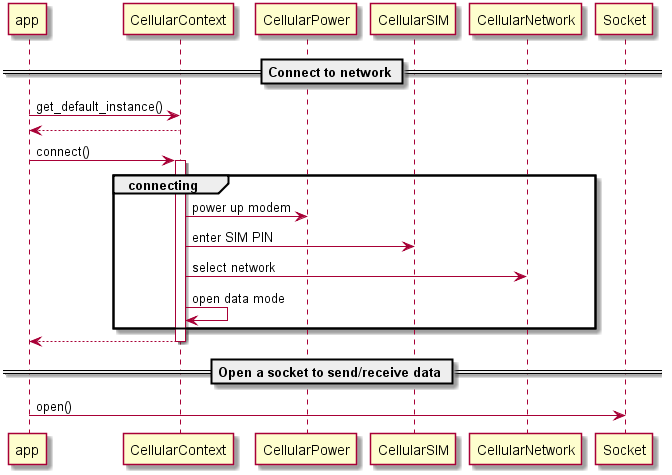 app CellularContext CellularPower CellularSIM CellularNetwork Socket
Connect to network
get_default_instance()
connect()
connecting
power up modem
enter SIM PIN
select network
open data mode
Open a socket to send/receive data
open()
app CellularContext CellularPower CellularSIM CellularNetwork Socket